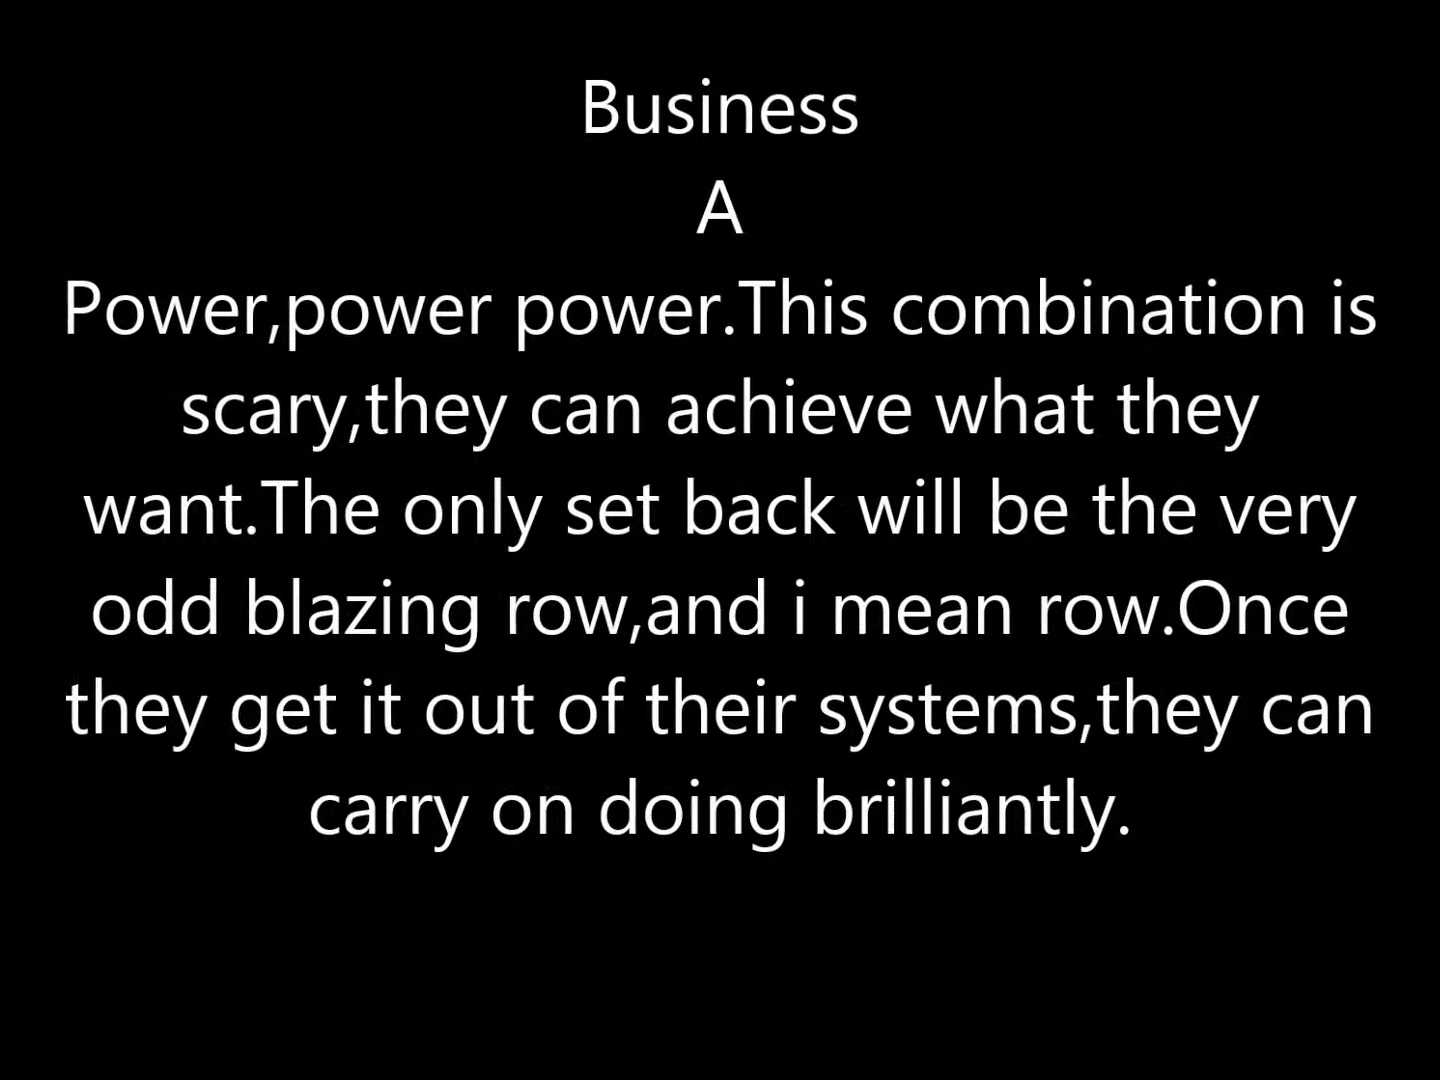 Business
A
Power,power power.This combination is
scary,they can achieve what they
want.The only set back will be the very
odd blazing row,and i mean row.Once
they get it out of their systems,they can
carry on doing brilliantly.